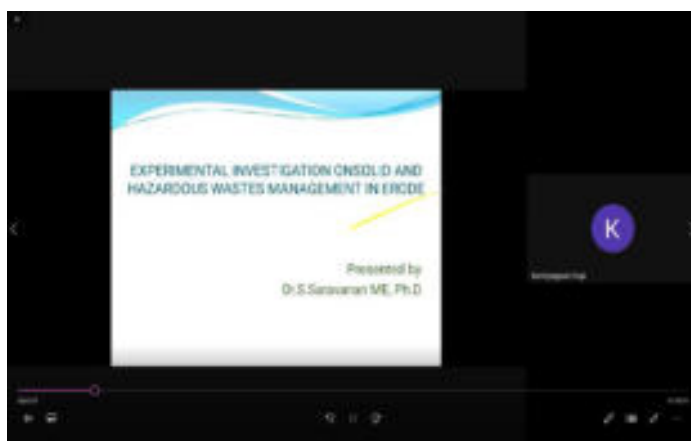 EXPERIMENTAL INVESTIGATION ONSOLID AND
HAZARDOUS WASTES MANAGEMENT IN ERODE
Presented by
Dr.S.Saravanan ME, Ph.D
K